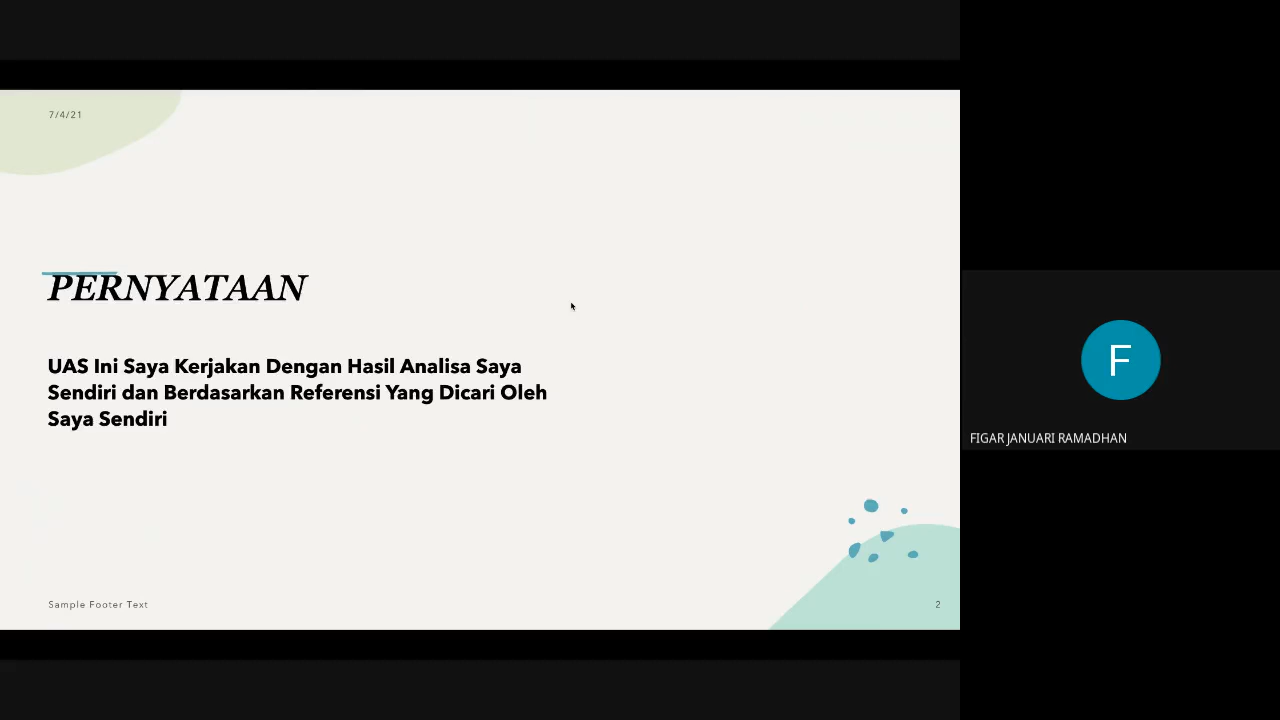 7/4/21
PERNYATAAN
UAS Ini Saya Kerjakan Dengan Hasil Analisa Saya
Sendiri dan Berdasarkan Referensi Yang Dicari Oleh
Saya Sendiri
Sample Footer Text
2
F
FIGAR JANUARI RAMADHAN